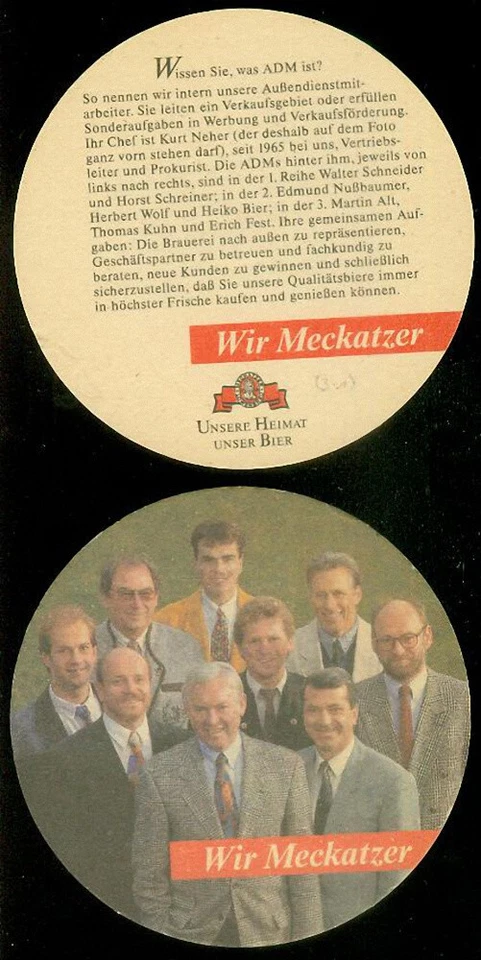 Wissen Sie, was ADM ist?
So nennen wir intern unsere Außendienstmit-
arbeiter. Sie leiten ein Verkaufsgebiet oder erfüllen
Sonderaufgaben in Werbung und Verkaufsförderung.
Ihr Chef ist Kurt Neher (der deshalb auf dem Foto
ganz vorn stehen darf), seit 1965 bei uns, Vertriebs-
leiter und Prokurist. Die ADMs hinter ihm, jeweils von
links nach rechts, sind in der 1. Reihe Walter Schneider
und Horst Schreiner; in der 2. Edmund Nußbaumer,
Herbert Wolf und Heiko Bier; in der 3. Martin Alt,
Thomas Kuhn und Erich Fest. Ihre gemeinsamen Auf-
gaben: Die Brauerei nach außen zu repräsentieren,
Geschäftspartner zu betreuen und fachkundig zu
beraten, neue Kunden zu gewinnen und schließlich
sicherzustellen, daß Sie unsere Qualitätsbiere immer
in höchster Frische kaufen und genießen können.
Wir Meckatzer
UNSERE HEIMAT
UNSER BIER
Wir Meckatzer